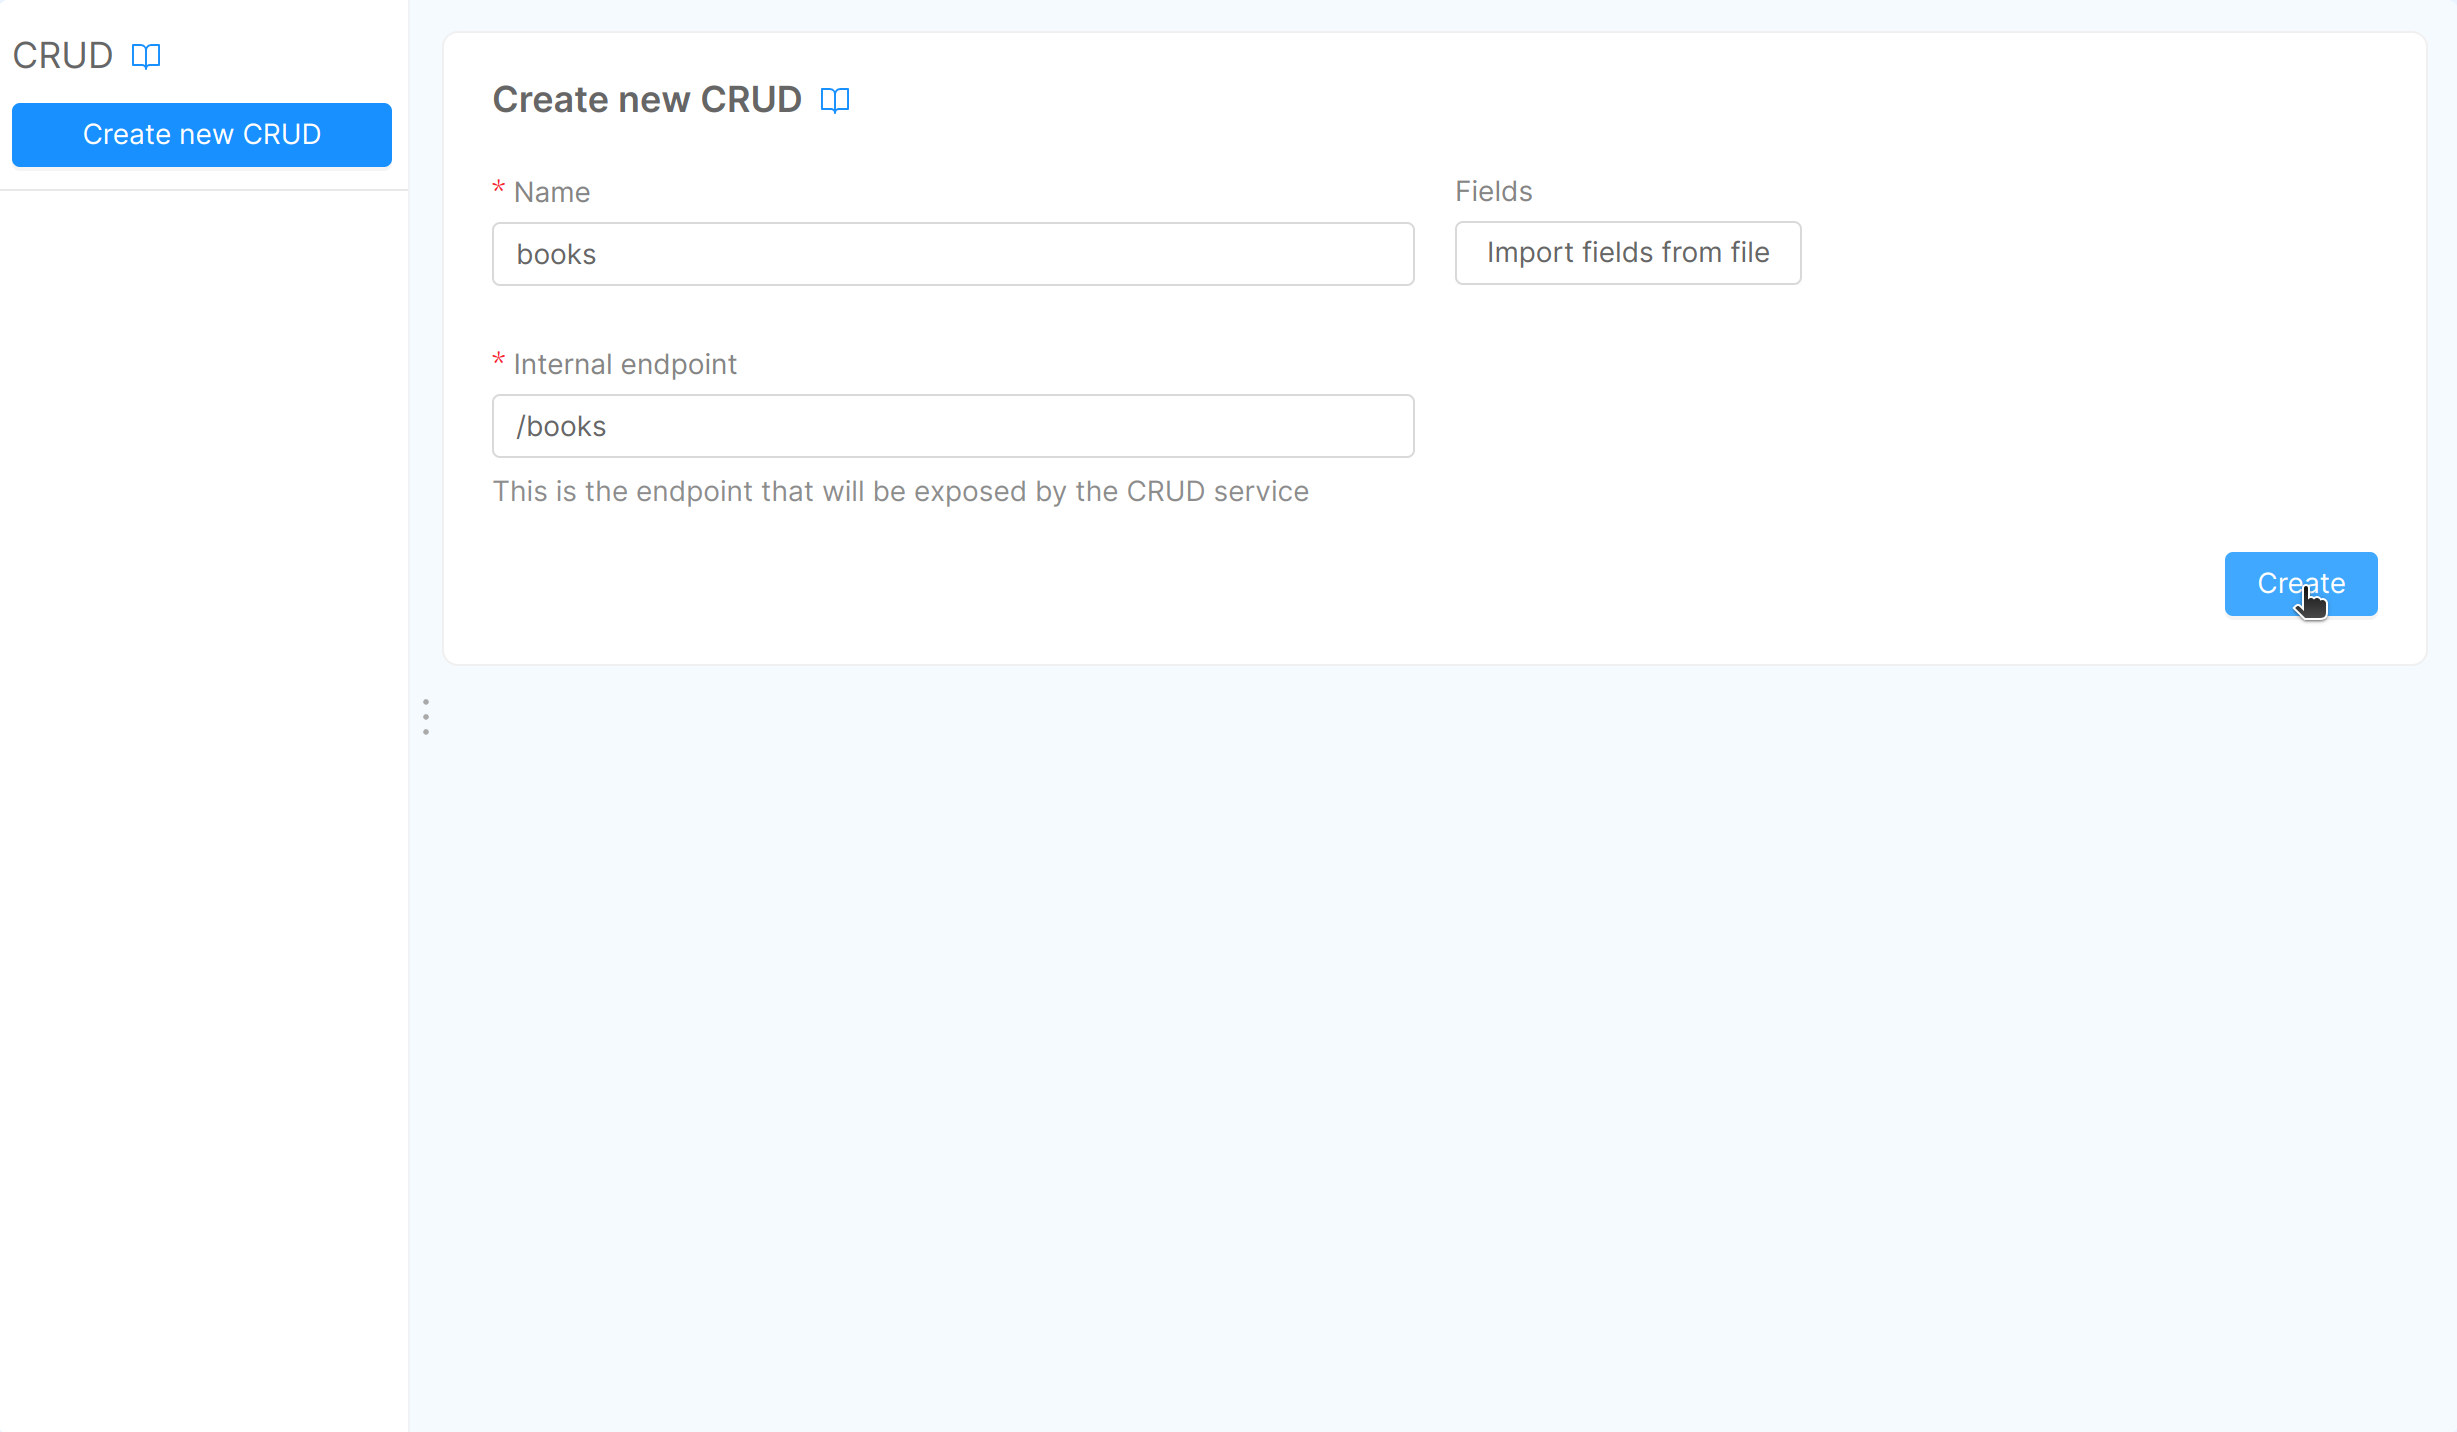 CRUD
Create new CRUD
Create new CRUD
* Name
books
Fields
Import fields from file
* Internal endpoint
/books
This is the endpoint that will be exposed by the CRUD service
Create